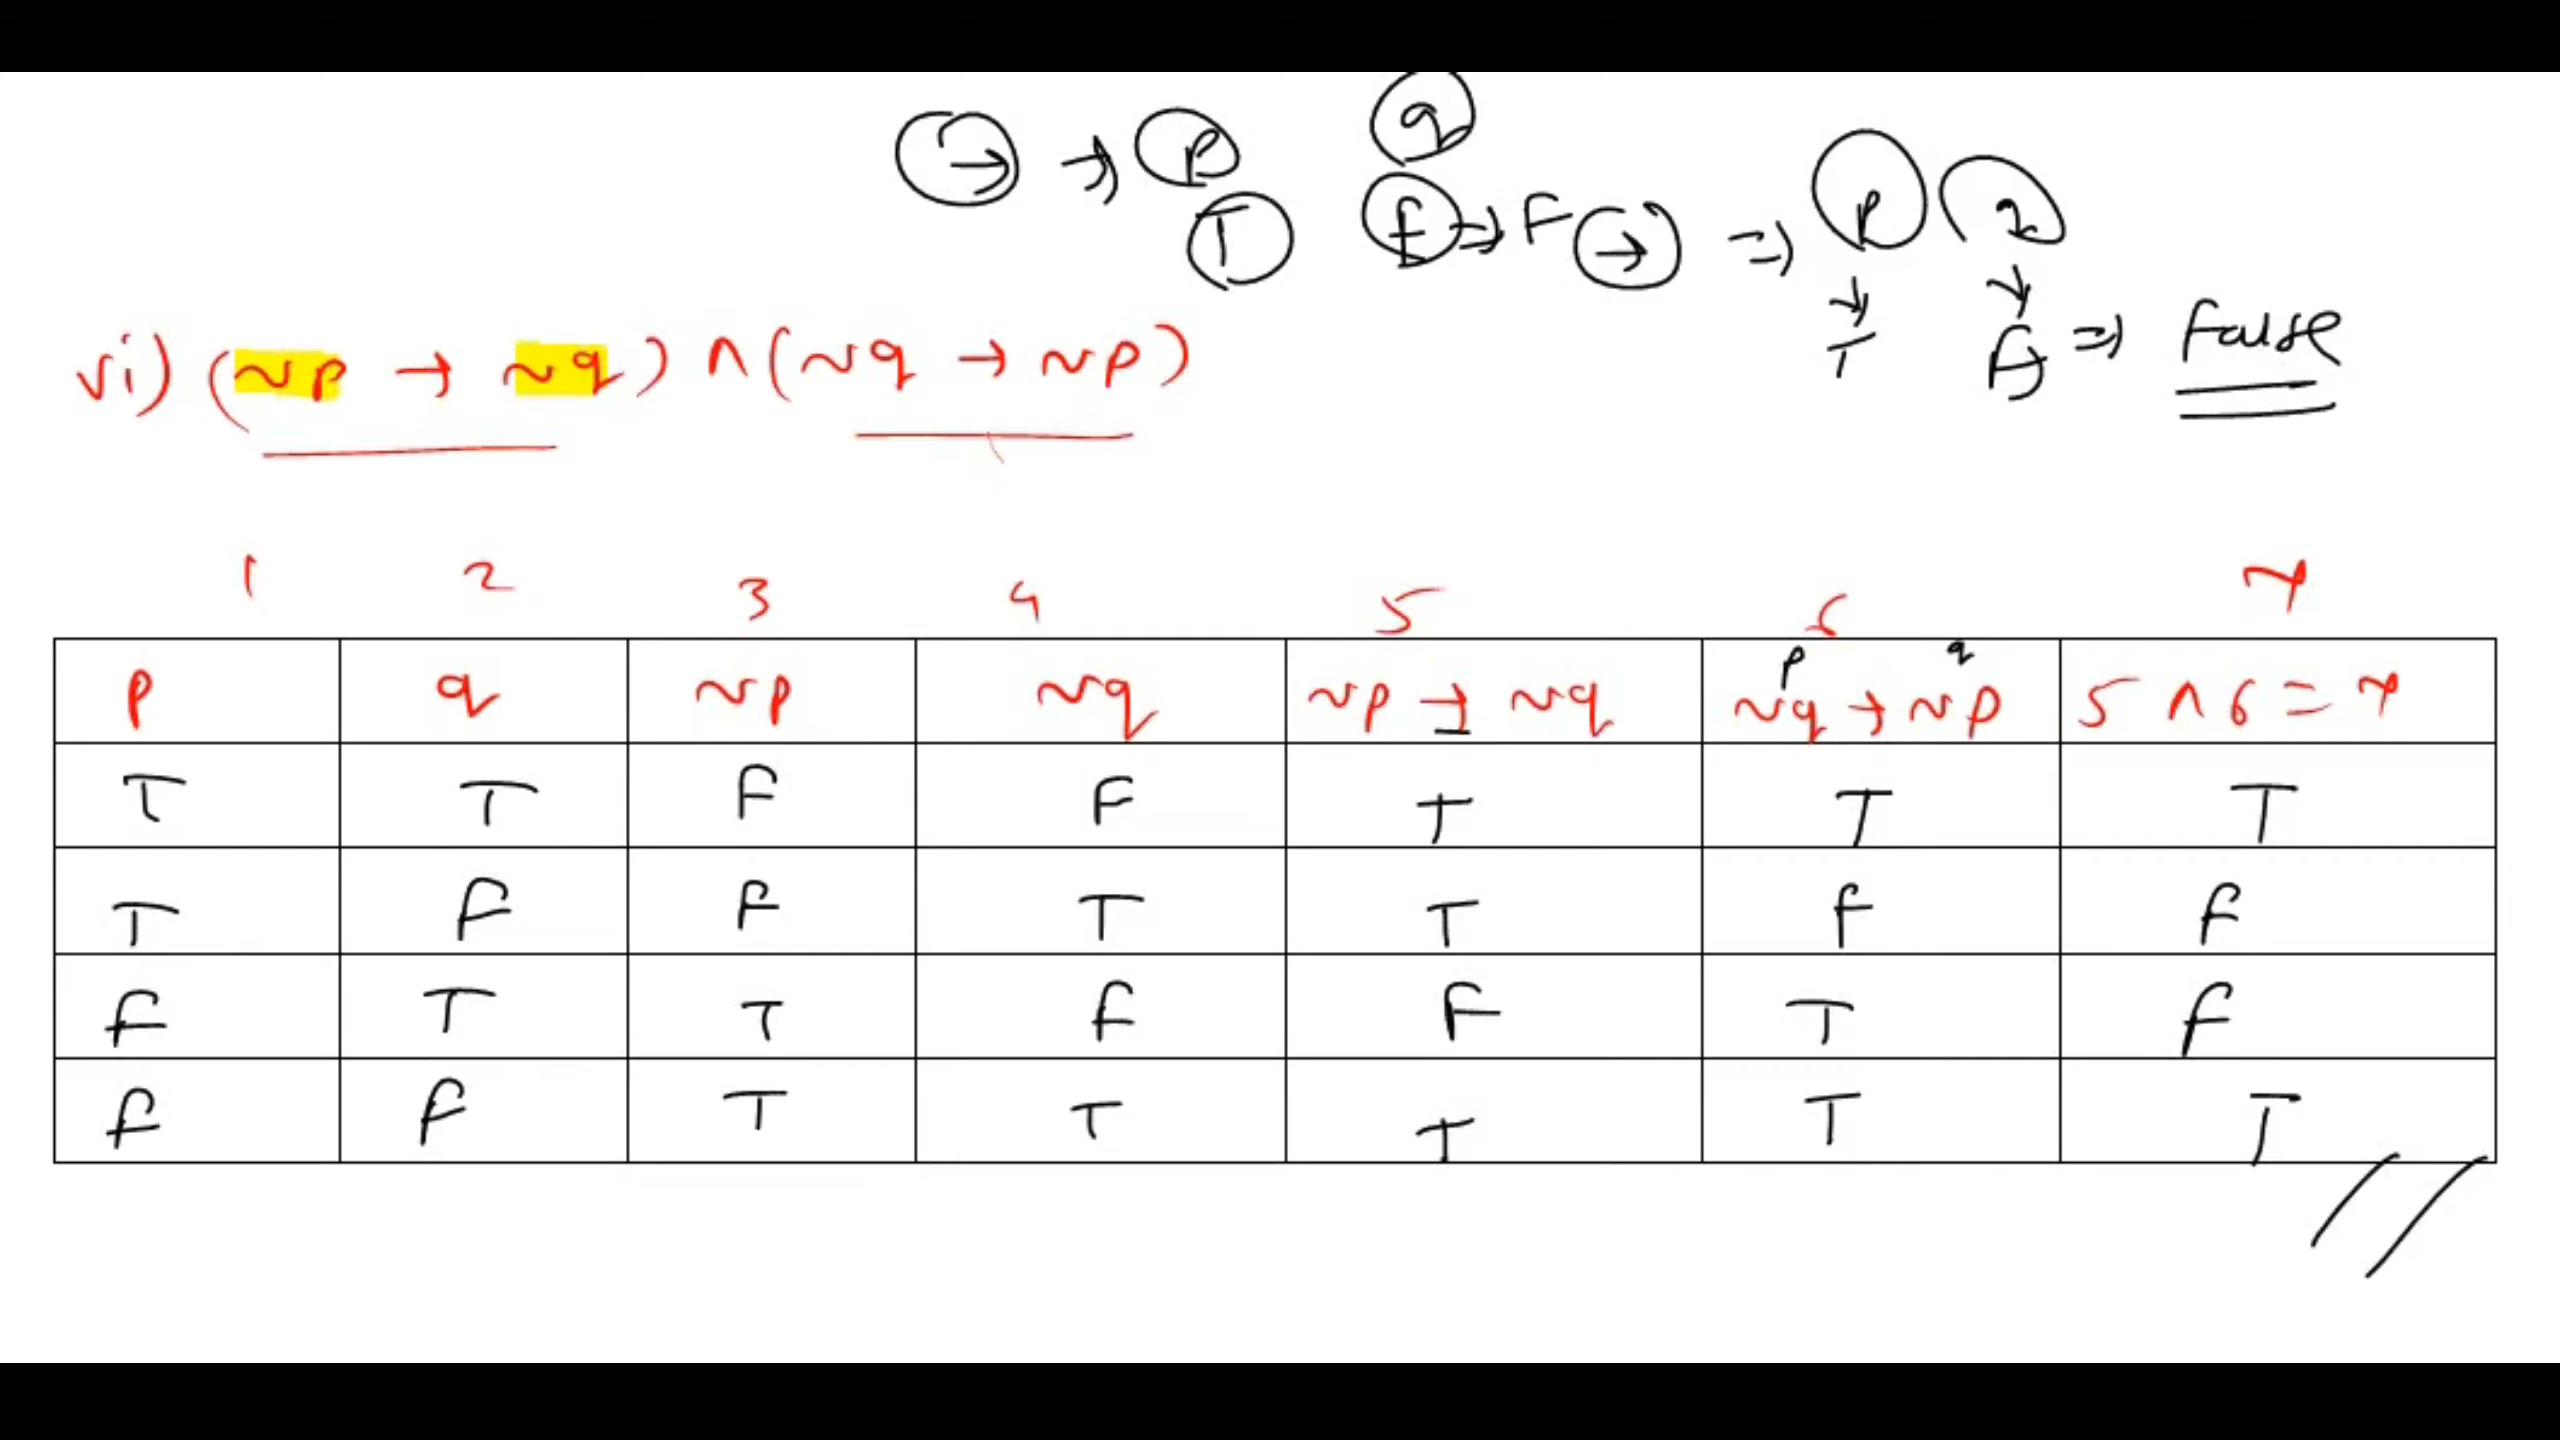 q
→ ⇒ p
T f ⇒ F → ⇒ p q
↓ ↓
T F ⇒ False
vi) (~p → ~q) ∧ (~q → ~p)
1 2 3 4 5 6 7
p q
p q ~p ~q ~p → ~q ~q → ~p 5 ∧ 6 = 7
T T F F T T T
T F F T T f F
f T T f F T f
f f T T T T T